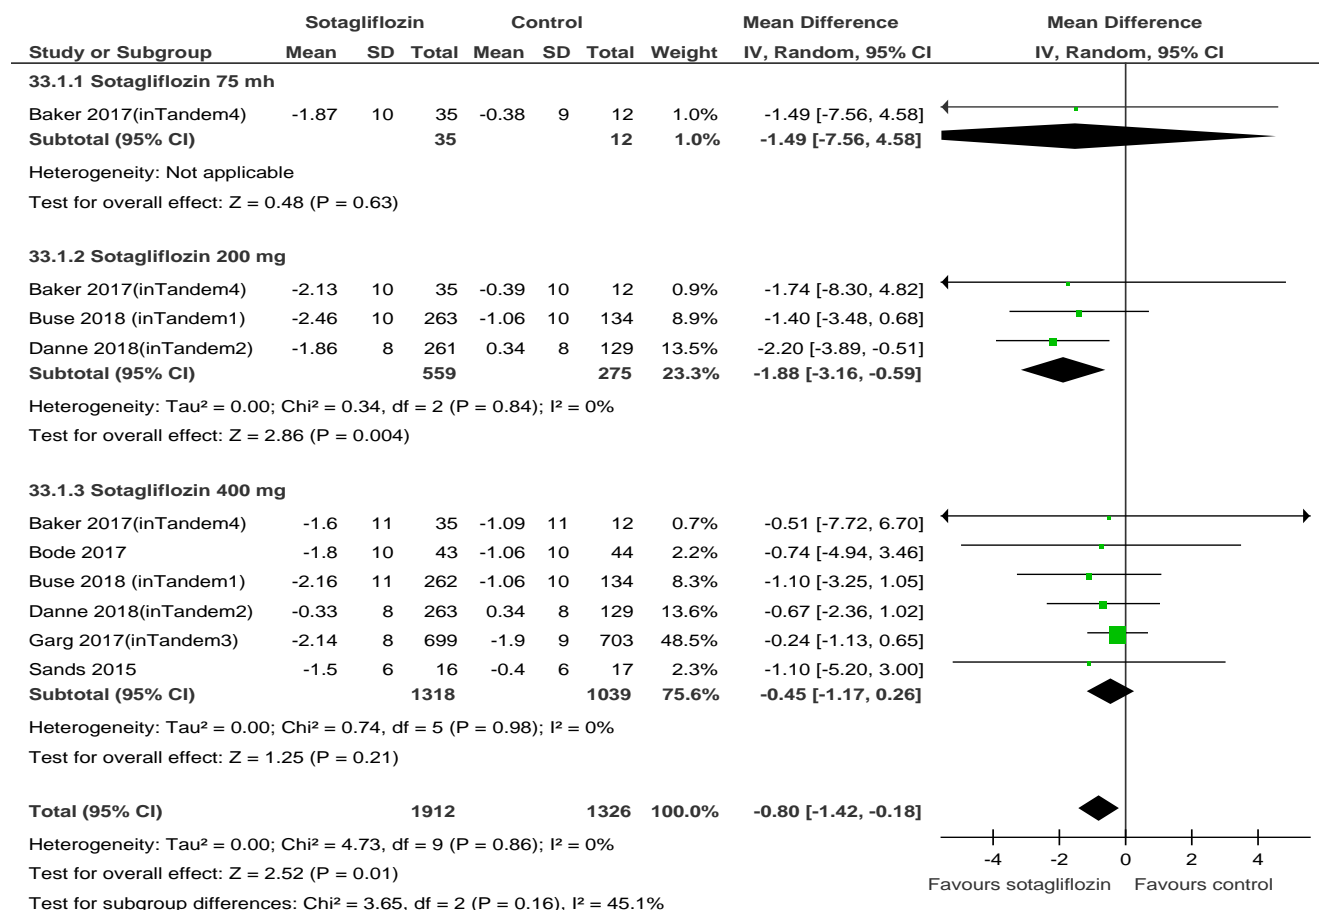 Sotagliflozin Control Mean Difference Mean Difference
Study or Subgroup Mean SD Total Mean SD Total Weight IV, Random, 95% CI IV, Random, 95% CI
33.1.1 Sotagliflozin 75 mh
Baker 2017(inTandem4) -1.87 10 35 -0.38 9 12 1.0% -1.49 [-7.56, 4.58]
Subtotal (95% CI) 35 12 1.0% -1.49 [-7.56, 4.58]
Heterogeneity: Not applicable
Test for overall effect: Z = 0.48 (P = 0.63)
33.1.2 Sotagliflozin 200 mg
Baker 2017(inTandem4) -2.13 10 35 -0.39 10 12 0.9% -1.74 [-8.30, 4.82]
Buse 2018 (inTandem1) -2.46 10 263 -1.06 10 134 8.9% -1.40 [-3.48, 0.68]
Danne 2018(inTandem2) -1.86 8 261 0.34 8 129 13.5% -2.20 [-3.89, -0.51]
Subtotal (95% CI) 559 275 23.3% -1.88 [-3.16, -0.59]
Heterogeneity: Tau² = 0.00; Chi² = 0.34, df = 2 (P = 0.84); I² = 0%
Test for overall effect: Z = 2.86 (P = 0.004)
33.1.3 Sotagliflozin 400 mg
Baker 2017(inTandem4) -1.6 11 35 -1.09 11 12 0.7% -0.51 [-7.72, 6.70]
Bode 2017 -1.8 10 43 -1.06 10 44 2.2% -0.74 [-4.94, 3.46]
Buse 2018 (inTandem1) -2.16 11 262 -1.06 10 134 8.3% -1.10 [-3.25, 1.05]
Danne 2018(inTandem2) -0.33 8 263 0.34 8 129 13.6% -0.67 [-2.36, 1.02]
Garg 2017(inTandem3) -2.14 8 699 -1.9 9 703 48.5% -0.24 [-1.13, 0.65]
Sands 2015 -1.5 6 16 -0.4 6 17 2.3% -1.10 [-5.20, 3.00]
Subtotal (95% CI) 1318 1039 75.6% -0.45 [-1.17, 0.26]
Heterogeneity: Tau² = 0.00; Chi² = 0.74, df = 5 (P = 0.98); I² = 0%
Test for overall effect: Z = 1.25 (P = 0.21)
Total (95% CI) 1912 1326 100.0% -0.80 [-1.42, -0.18]
Heterogeneity: Tau² = 0.00; Chi² = 4.73, df = 9 (P = 0.86); I² = 0%
Test for overall effect: Z = 2.52 (P = 0.01)
Test for subgroup differences: Chi² = 3.65, df = 2 (P = 0.16), I² = 45.1%
-4 -2 0 2 4
Favours sotagliflozin Favours control